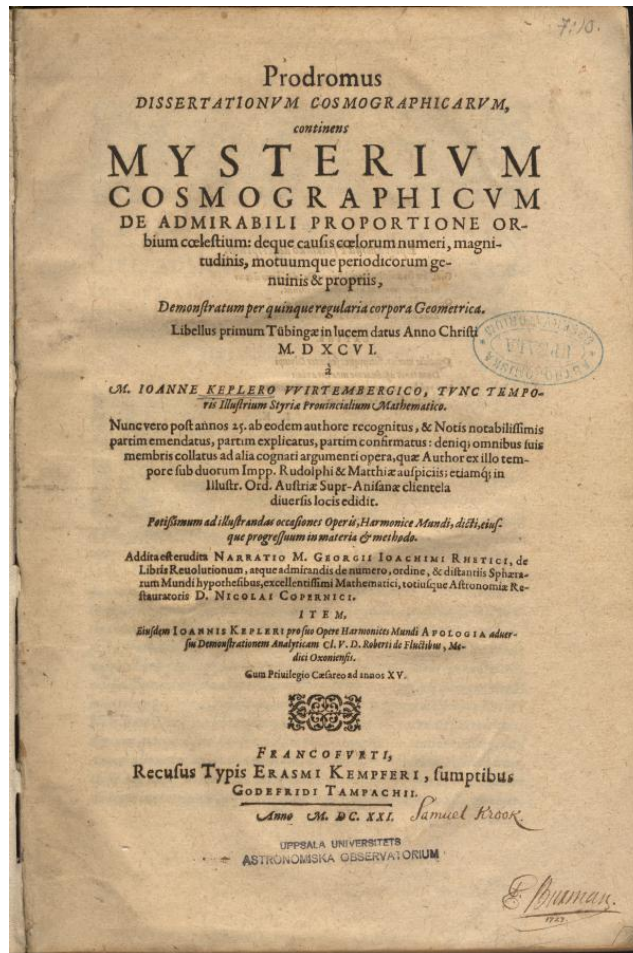 7:10.
Prodromus
DISSERTATIONVM COSMOGRAPHICARVM,
continens
MYSTERIVM
COSMOGRAPHICVM
DE ADMIRABILI PROPORTIONE OR-
bium cœleſtium: deque cauſis cœlorum numeri, magni-
tudinis, motuumque periodicorum ge-
nuinis & propriis,
Demonſtratum per quinque regularia corpora Geometrica.
Libellus primum Tübingæ in lucem datus Anno Chriſti
M. D XCVI.
à
M. IOANNE KEPLERO VVIRTEMBERGICO, TVNC TEMPO-
ris Illuſtrium Styriæ Prouincialium Mathematico.
Nunc vero poſt annos 25. ab eodem authore recognitus, & Notis notabiliſſimis
partim emendatus, partim explicatus, partim confirmatus: deniq; omnibus ſuis
membris collatus ad alia cognati argumenti opera, quæ Author ex illo tem-
pore ſub duorum Impp. Rudolphi & Matthiæ auſpiciis; etiamq; in
Illuſtr. Ord. Auſtriæ Supr-Aniſanæ clientela
diuerſis locis edidit.
Potiſſimum ad illuſtrandas occaſiones Operis, Harmonice Mundi, dicti, eiuſ-
que progreſſuum in materia & methodo.
Addita eſt erudita NARRATIO M. GEORGII IOACHIMI RHETICI, de
Libris Reuolutionum, atque admirandis de numero, ordine, & diſtantiis Sphæra-
rum Mundi hypotheſibus, excellentiſſimi Mathematici, totiuſque Aſtronomiæ Re-
ſtauratoris D. NICOLAI COPERNICI.
ITEM,
Eiuſdem IOANNIS KEPLERI pro ſuo Opere Harmonices Mundi APOLOGIA aduer-
ſus Demonſtrationem Analyticam Cl. V. D. Roberti de Fluctibus, Me-
dici Oxonienſis.
Cum Priuilegio Cæſareo ad annos XV.
FRANCOFVRTI,
Recuſus Typis ERASMI KEMPFERI, ſumptibus
GODEFRIDI TAMPACHII.
Anno M. DC. XXI.
Samuel Krook.
UPPSALA UNIVERSITETS
ASTRONOMISKA OBSERVATORIUM
E. Burman.